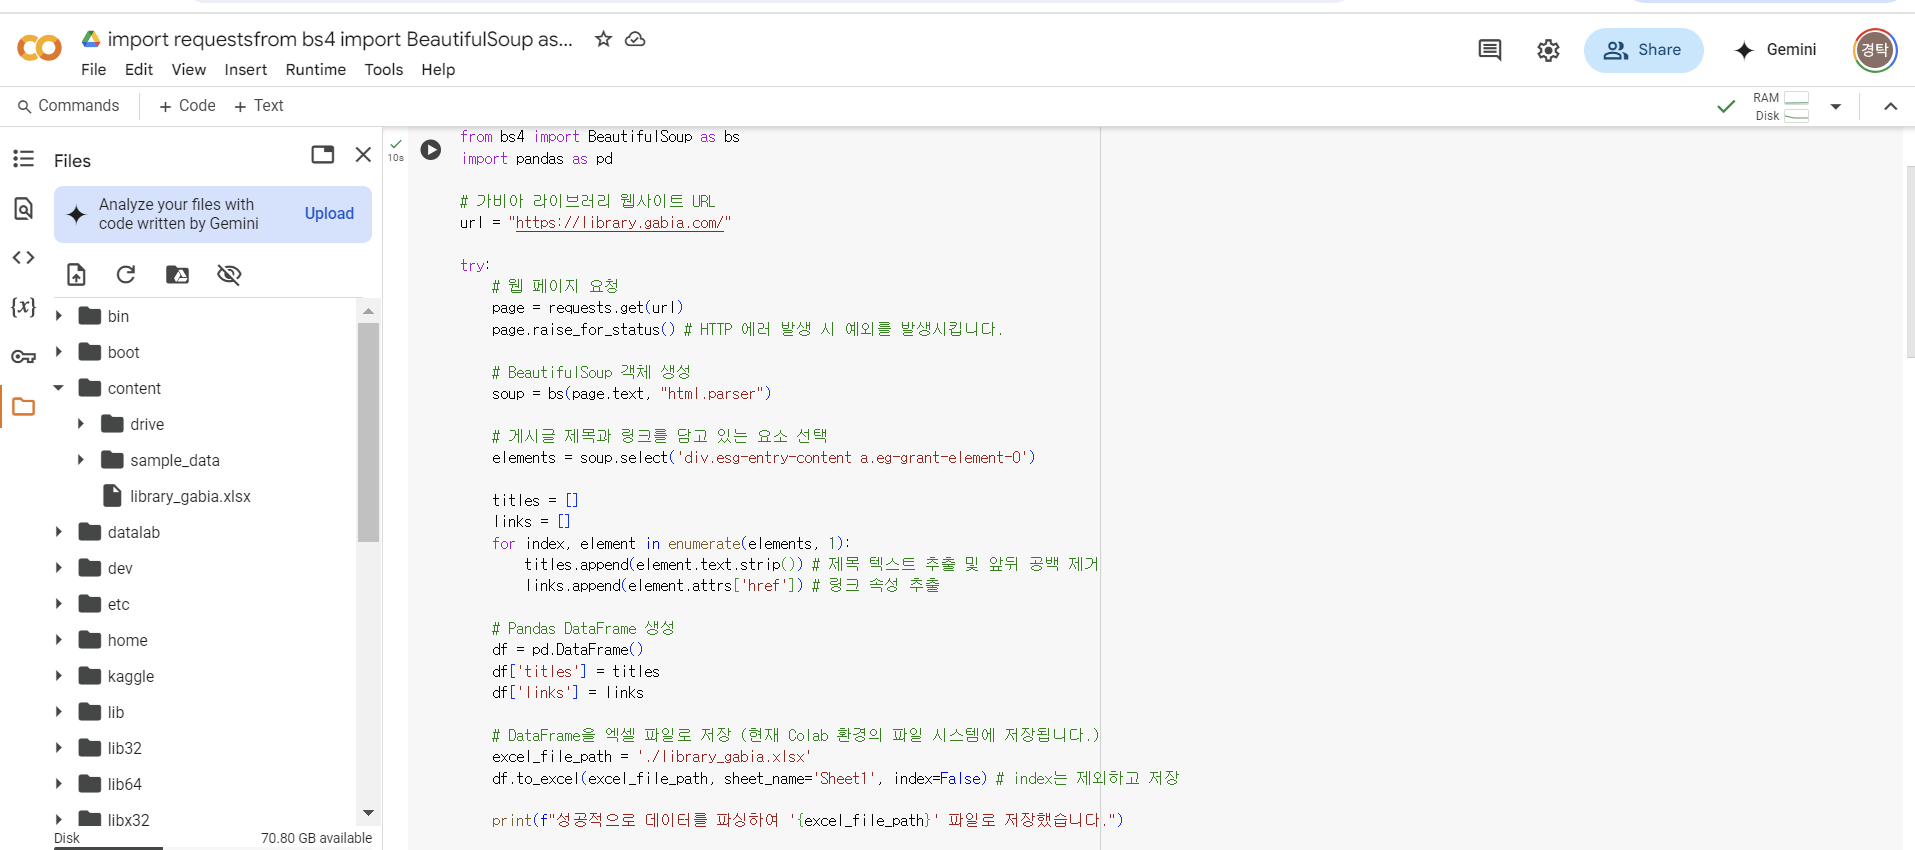 import requestsfrom bs4 import BeautifulSoup as...
File Edit View Insert Runtime Tools Help
Share
Gemini
경탁
Commands + Code + Text
RAM
Disk
Files
Analyze your files with
code written by Gemini
Upload
bin
boot
content
drive
sample_data
library_gabia.xlsx
datalab
dev
etc
home
kaggle
lib
lib32
lib64
libx32
Disk 70.80 GB available
10s
from bs4 import BeautifulSoup as bs
import pandas as pd
# 가비아 라이브러리 웹사이트 URL
url = "https://library.gabia.com/"
try:
# 웹 페이지 요청
page = requests.get(url)
page.raise_for_status() # HTTP 에러 발생 시 예외를 발생시킵니다.
# BeautifulSoup 객체 생성
soup = bs(page.text, "html.parser")
# 게시글 제목과 링크를 담고 있는 요소 선택
elements = soup.select('div.esg-entry-content a.eg-grant-element-0')
titles = []
links = []
for index, element in enumerate(elements, 1):
titles.append(element.text.strip()) # 제목 텍스트 추출 및 앞뒤 공백 제거
links.append(element.attrs['href']) # 링크 속성 추출
# Pandas DataFrame 생성
df = pd.DataFrame()
df['titles'] = titles
df['links'] = links
# DataFrame을 엑셀 파일로 저장 (현재 Colab 환경의 파일 시스템에 저장됩니다.)
excel_file_path = './library_gabia.xlsx'
df.to_excel(excel_file_path, sheet_name='Sheet1', index=False) # index는 제외하고 저장
print(f"성공적으로 데이터를 파싱하여 '{excel_file_path}' 파일로 저장했습니다.")